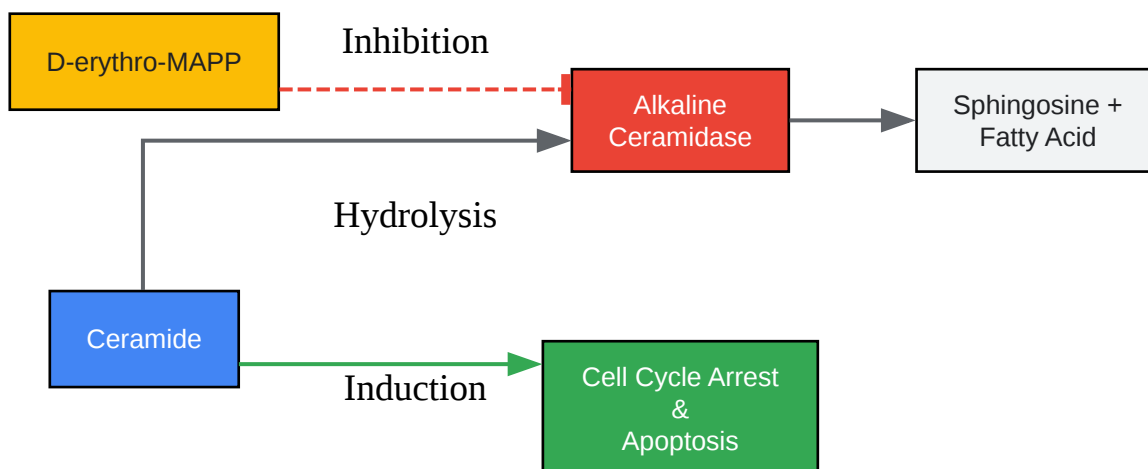 D-erythro-MAPP
Inhibition
Alkaline
Ceramidase
Sphingosine +
Fatty Acid
Hydrolysis
Ceramide
Induction
Cell Cycle Arrest
&
Apoptosis